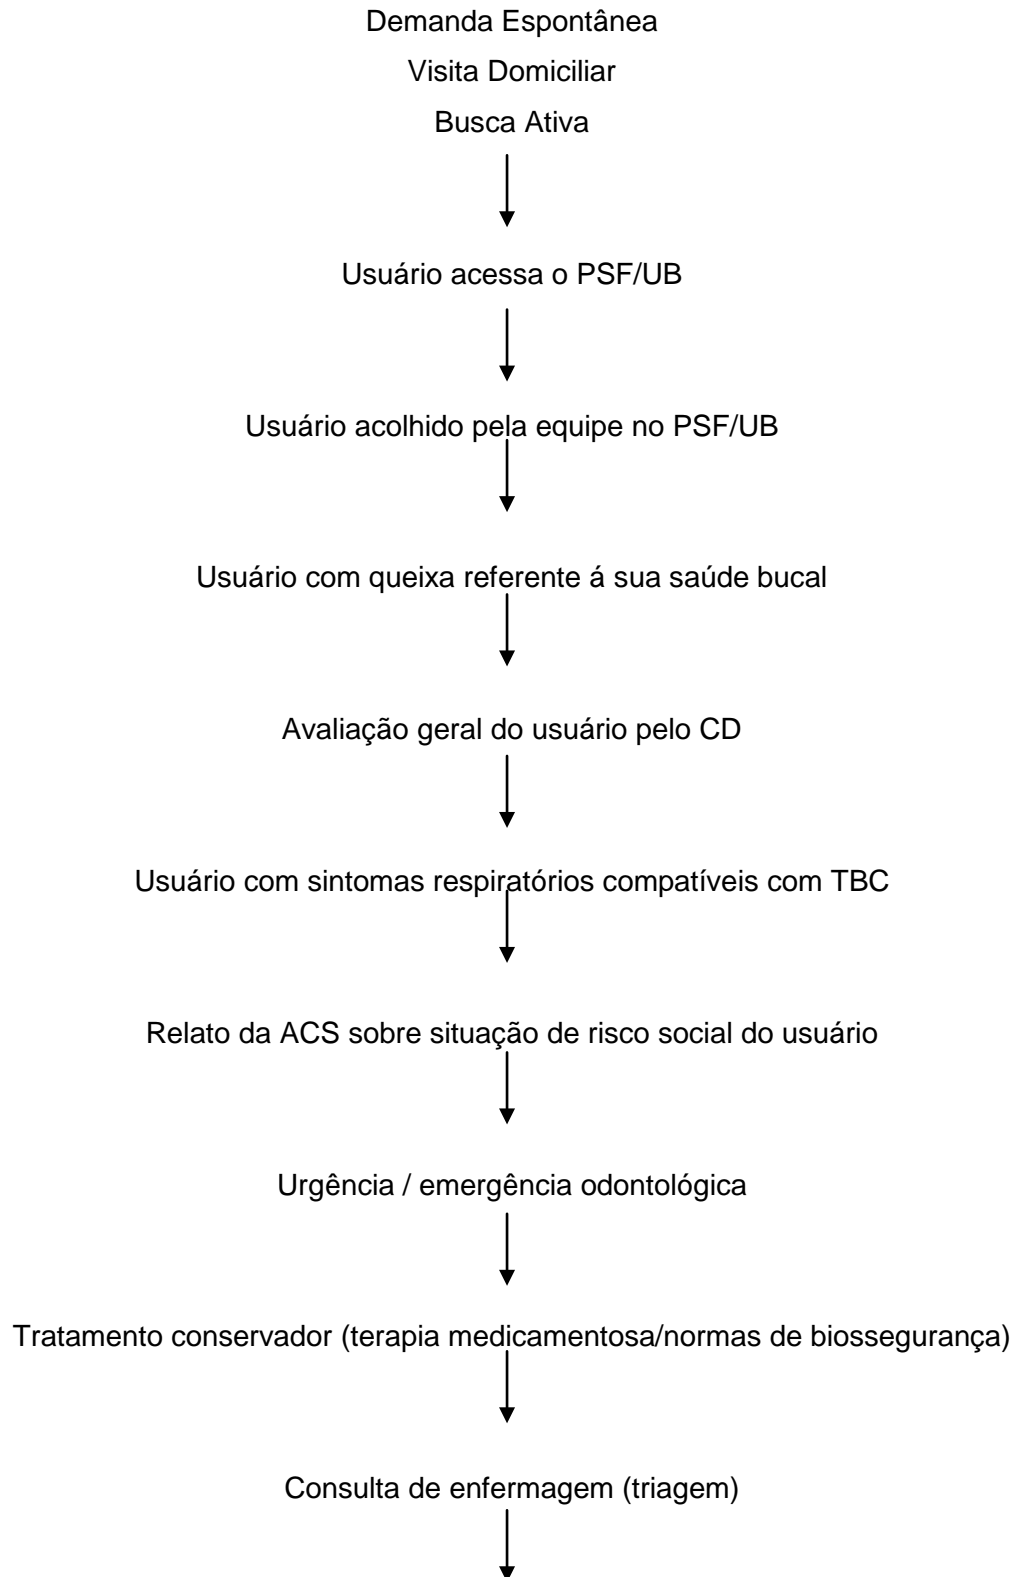 Demanda Espontânea
Visita Domiciliar
Busca Ativa
Usuário acessa o PSF/UB
Usuário acolhido pela equipe no PSF/UB
Usuário com queixa referente á sua saúde bucal
Avaliação geral do usuário pelo CD
Usuário com sintomas respiratórios compatíveis com TBC
Relato da ACS sobre situação de risco social do usuário
Urgência / emergência odontológica
Tratamento conservador (terapia medicamentosa/normas de biossegurança)
Consulta de enfermagem (triagem)